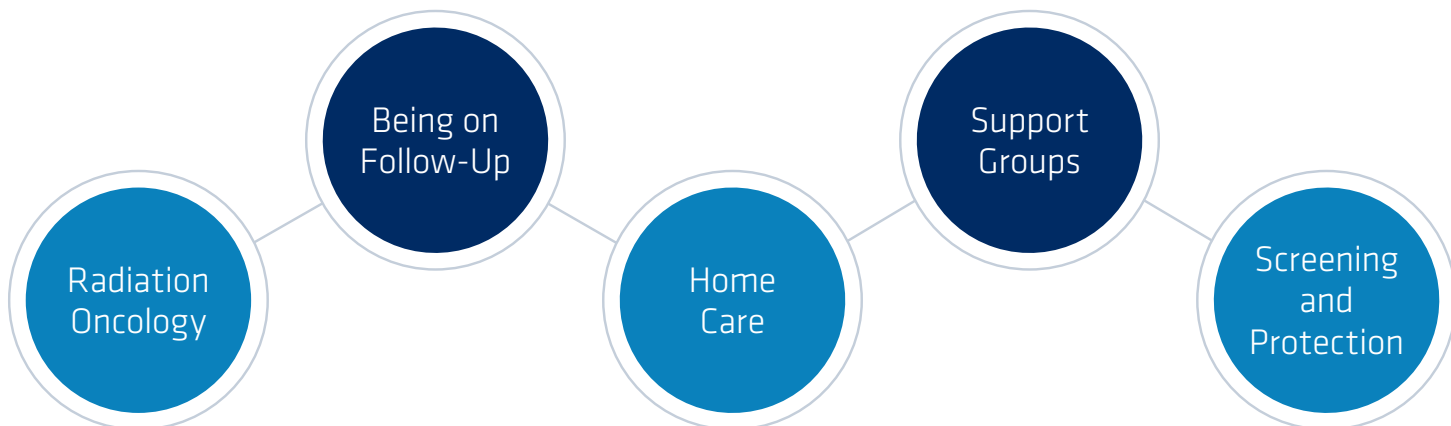 Radiation
Oncology
Being on
Follow-Up
Home
Care
Support
Groups
Screening
and
Protection